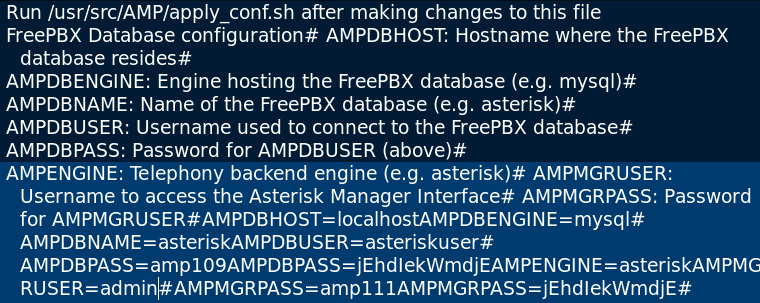 Run /usr/src/AMP/apply_conf.sh after making changes to this file
FreePBX Database configuration# AMPDBHOST: Hostname where the FreePBX
database resides#
AMPDBENGINE: Engine hosting the FreePBX database (e.g. mysql)#
AMPDBNAME: Name of the FreePBX database (e.g. asterisk)#
AMPDBUSER: Username used to connect to the FreePBX database#
AMPDBPASS: Password for AMPDBUSER (above)#
AMPENGINE: Telephony backend engine (e.g. asterisk)# AMPMGRUSER:
Username to access the Asterisk Manager Interface# AMPMGRPASS: Password
for AMPMGRUSER#AMPDBHOST=localhostAMPDBENGINE=mysql#
AMPDBNAME=asteriskAMPDBUSER=asteriskuser#
AMPDBPASS=amp109AMPDBPASS=jEhdIekWmdjEAMPENGINE=asteriskAMPMG
RUSER=admin#AMPMGRPASS=amp111AMPMGRPASS=jEhdIekWmdjE#